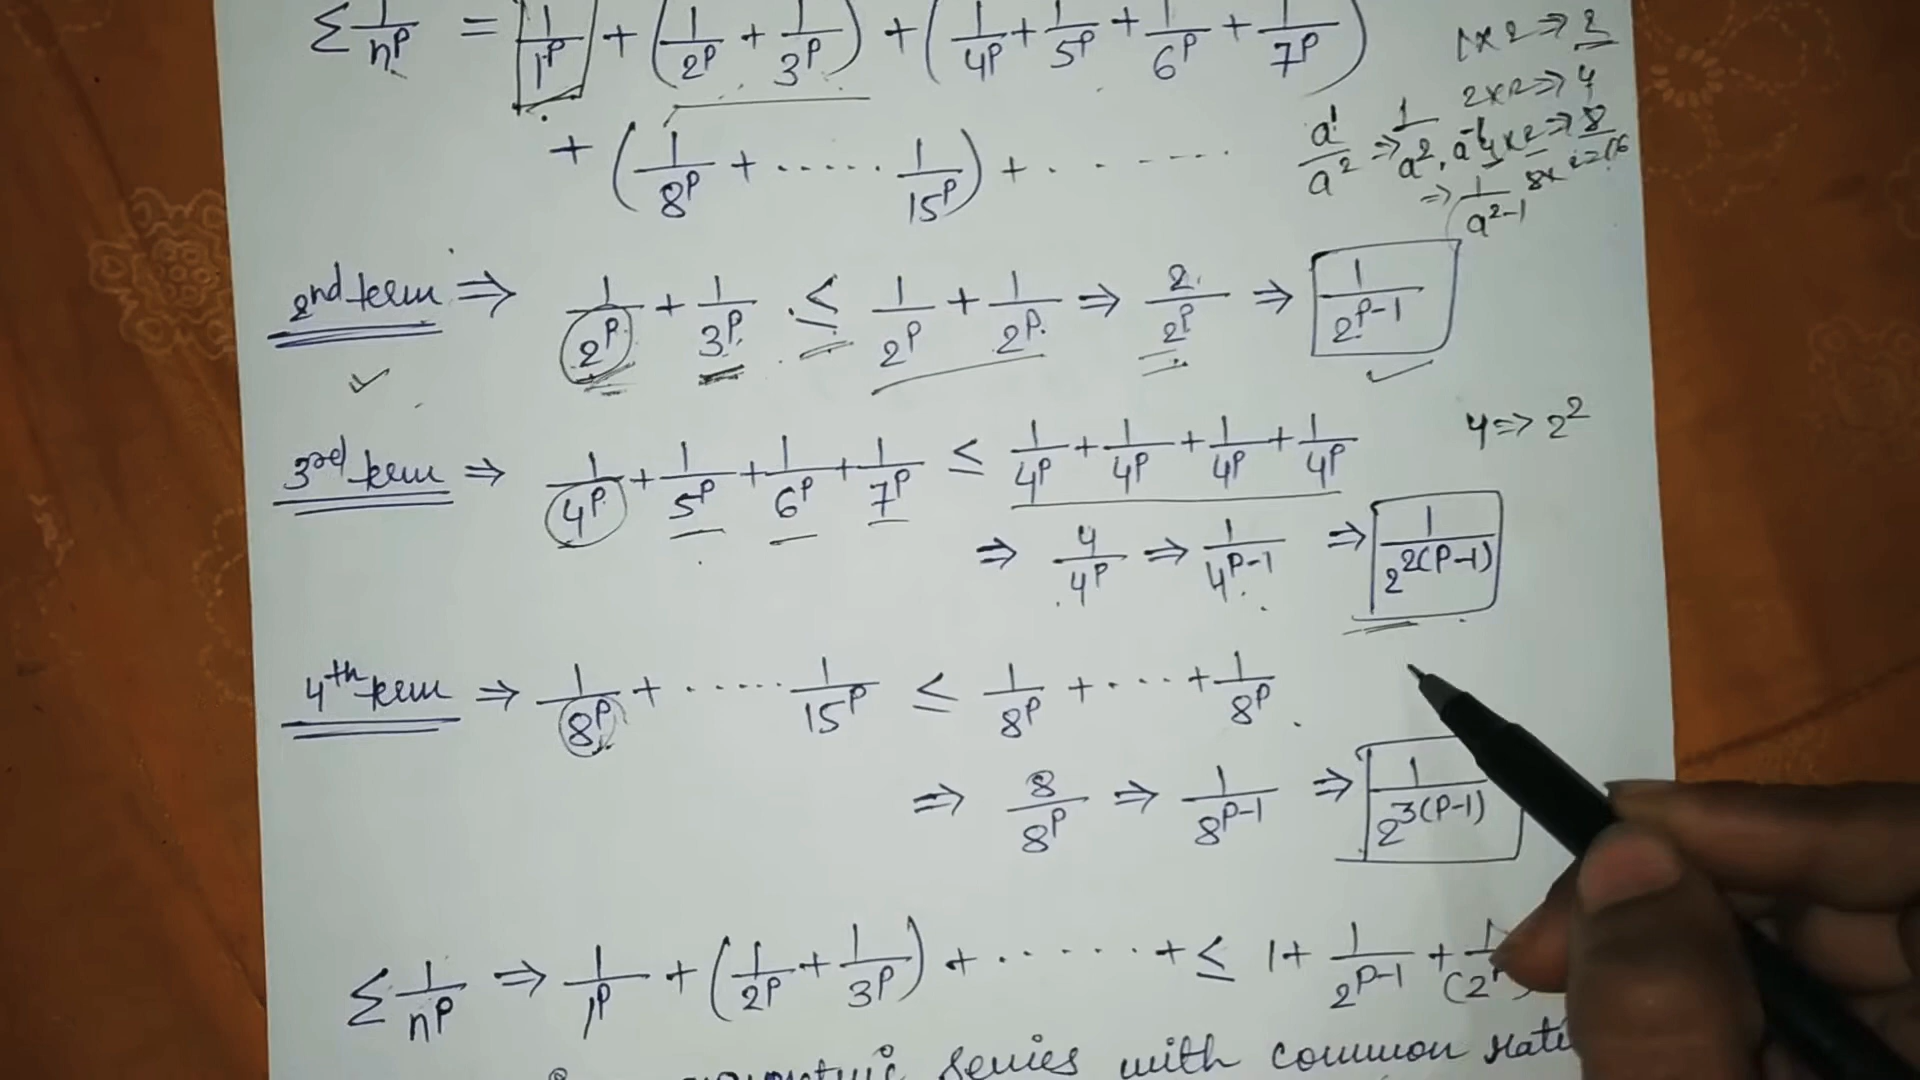 Σ 1/n^p = 1/1^p + (1/2^p + 1/3^p) + (1/4^p + 1/5^p + 1/6^p + 1/7^p)
1×2 ⇒ 2
2×2 ⇒ 4
4×2 ⇒ 8
8×2=16
+ (1/8^p + ..... 1/15^p) + . ......
a^1/a^2 ⇒ 1/a^2.a^-1
⇒ 1/a^2-1
2nd term ⇒ 1/2^p + 1/3^p ≤ 1/2^p + 1/2^p ⇒ 2/2^p ⇒ 1/2^p-1
3rd term ⇒ 1/4^p + 1/5^p + 1/6^p + 1/7^p ≤ 1/4^p + 1/4^p + 1/4^p + 1/4^p
4 ⇒ 2^2
⇒ 4/4^p ⇒ 1/4^p-1 ⇒ 1/2^2(p-1)
4th term ⇒ 1/8^p + ..... 1/15^p ≤ 1/8^p + ... + 1/8^p
⇒ 8/8^p ⇒ 1/8^p-1 ⇒ 1/2^3(p-1)
Σ 1/n^p ⇒ 1/1^p + (1/2^p + 1/3^p) + ...... + ≤ 1 + 1/2^p-1 +
series with common